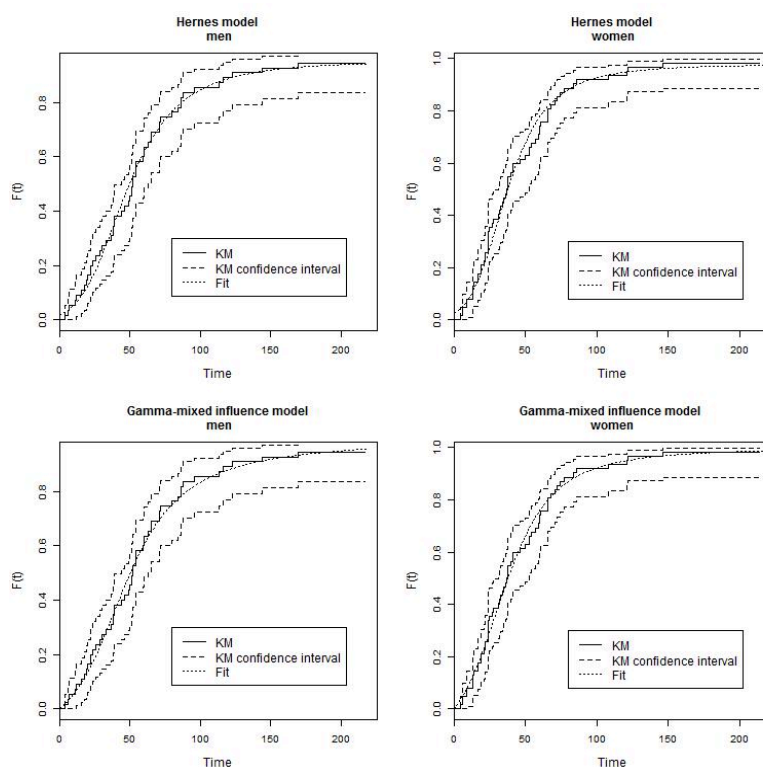 Hernes model
men
F(t)
0.0 0.2 0.4 0.6 0.8
KM
KM confidence interval
Fit
0 50 100 150 200
Time
Hernes model
women
F(t)
0.0 0.2 0.4 0.6 0.8 1.0
KM
KM confidence interval
Fit
0 50 100 150 200
Time
Gamma-mixed influence model
men
F(t)
0.0 0.2 0.4 0.6 0.8
KM
KM confidence interval
Fit
0 50 100 150 200
Time
Gamma-mixed influence model
women
F(t)
0.0 0.2 0.4 0.6 0.8 1.0
KM
KM confidence interval
Fit
0 50 100 150 200
Time